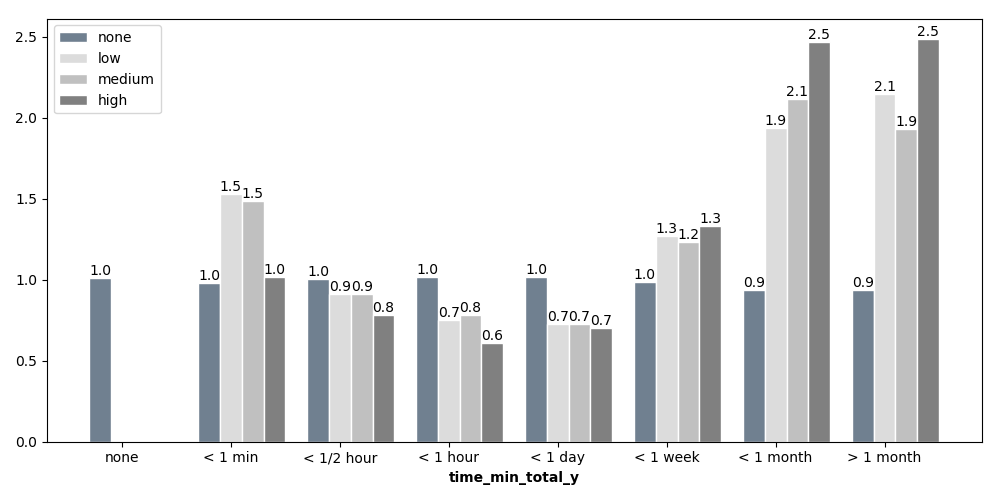 none
low
medium
high
2.5
2.0
1.5
1.0
0.5
0.0
1.0
1.0 1.5 1.5 1.0
1.0 0.9 0.9 0.8
1.0 0.7 0.8 0.6
1.0 0.7 0.7 0.7
1.0 1.3 1.2 1.3
0.9 1.9 2.1 2.5
0.9 2.1 1.9 2.5
none < 1 min < 1/2 hour < 1 hour < 1 day < 1 week < 1 month > 1 month
time_min_total_y